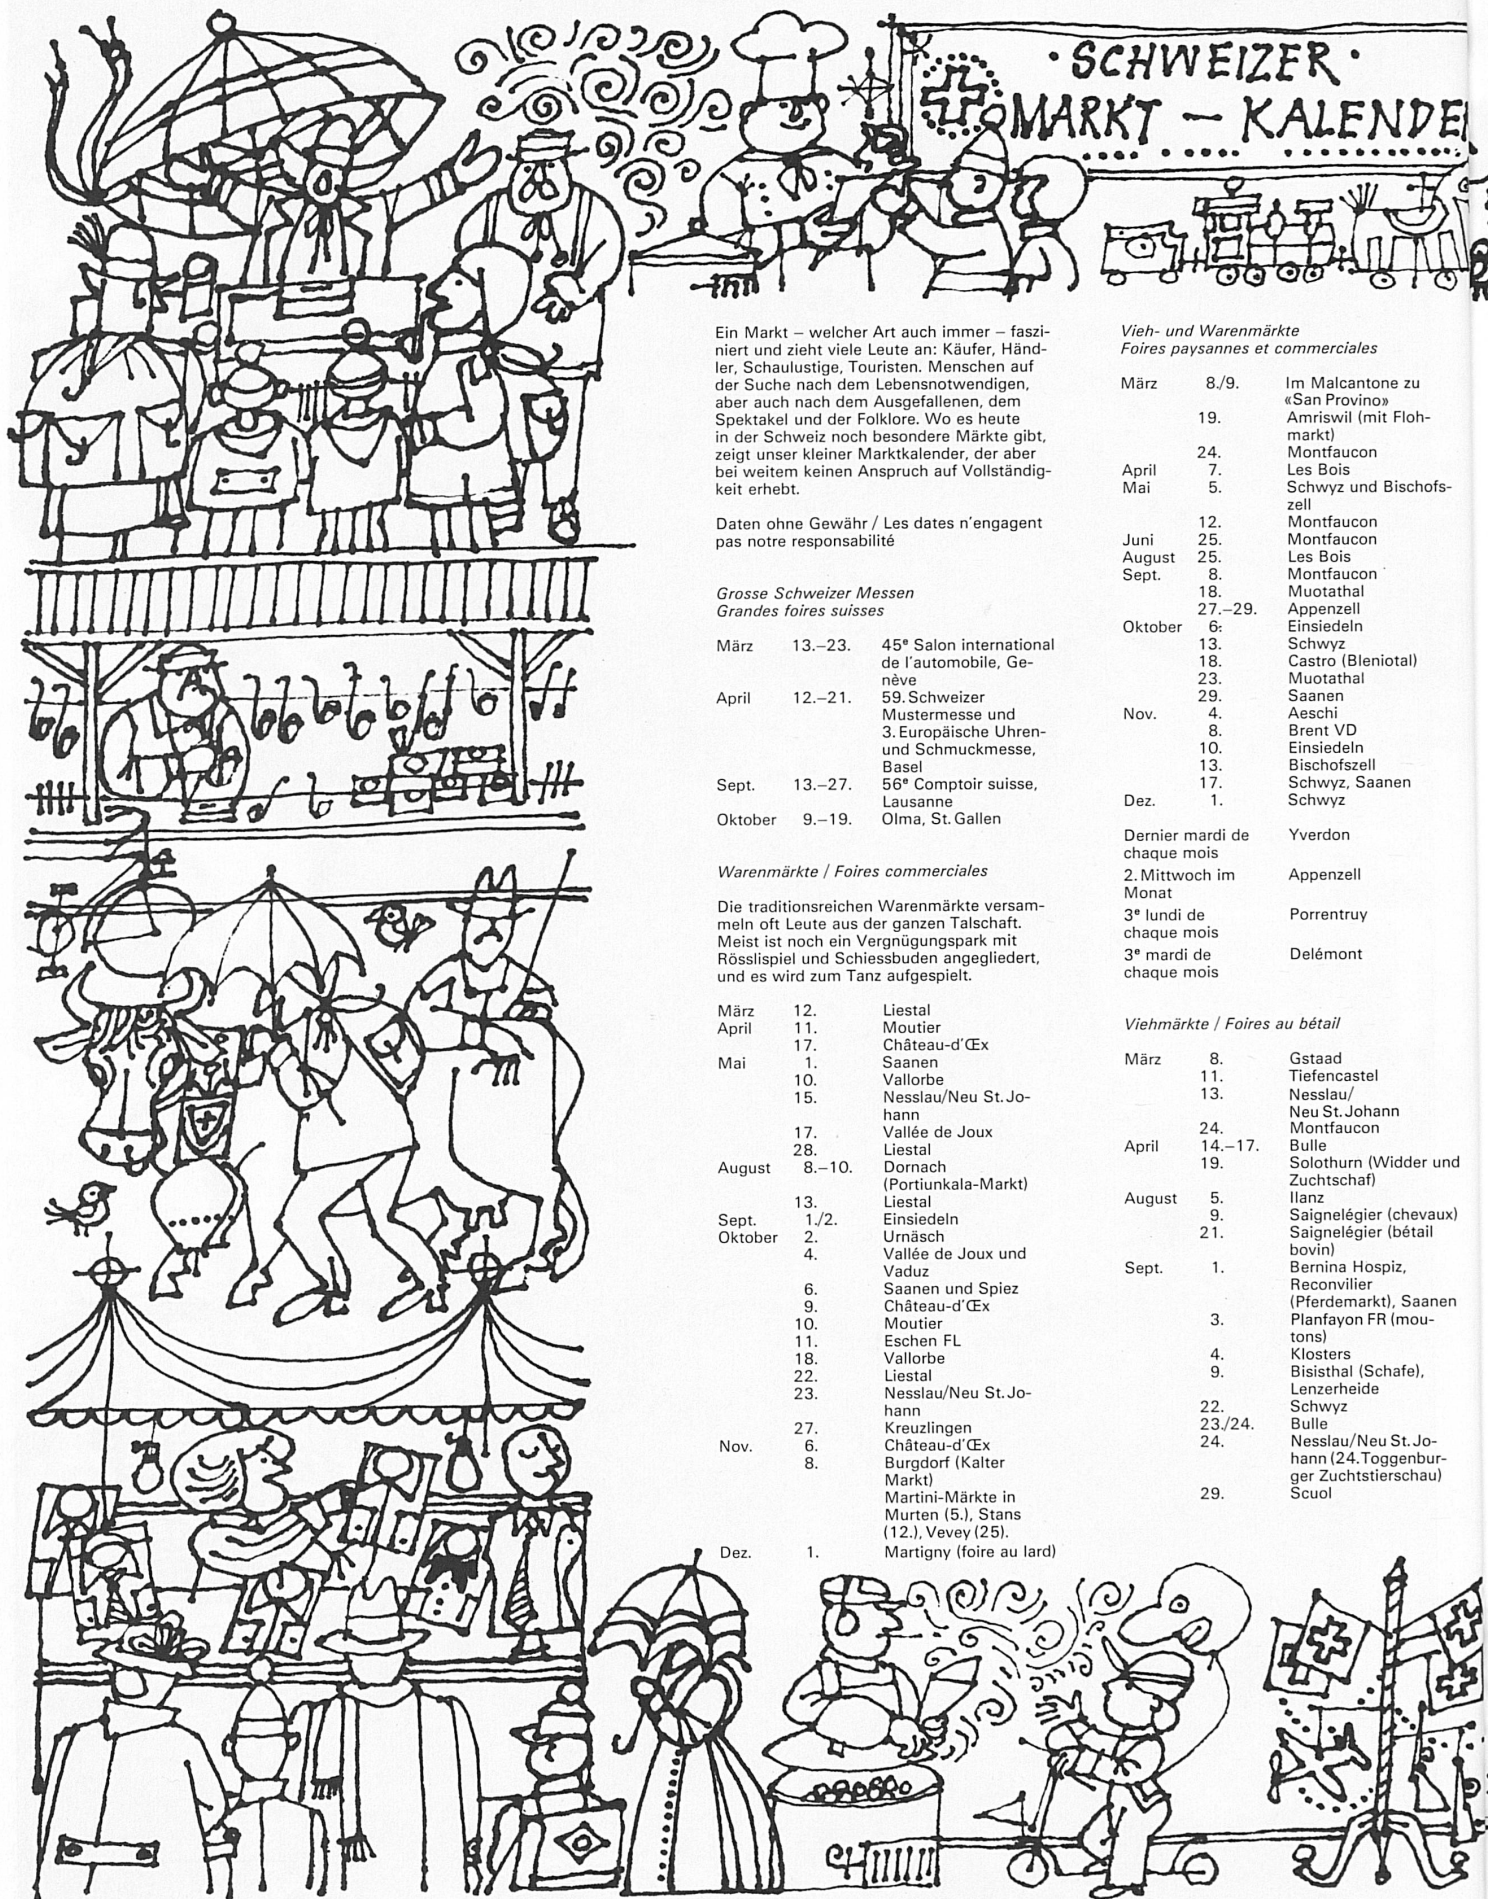 · SCHWEIZER ·
MARKT – KALENDE
Ein Markt – welcher Art auch immer – faszi-
niert und zieht viele Leute an: Käufer, Händ-
ler, Schaulustige, Touristen. Menschen auf
der Suche nach dem Lebensnotwendigen,
aber auch nach dem Ausgefallenen, dem
Spektakel und der Folklore. Wo es heute
in der Schweiz noch besondere Märkte gibt,
zeigt unser kleiner Marktkalender, der aber
bei weitem keinen Anspruch auf Vollständig-
keit erhebt.
Daten ohne Gewähr / Les dates n'engagent
pas notre responsabilité
Grosse Schweizer Messen
Grandes foires suisses
März 13.–23. 45e Salon international
de l'automobile, Ge-
nève
April 12.–21. 59. Schweizer
Mustermesse und
3. Europäische Uhren-
und Schmuckmesse,
Basel
Sept. 13.–27. 56e Comptoir suisse,
Lausanne
Oktober 9.–19. Olma, St. Gallen
Warenmärkte / Foires commerciales
Die traditionsreichen Warenmärkte versam-
meln oft Leute aus der ganzen Talschaft.
Meist ist noch ein Vergnügungspark mit
Rösslispiel und Schiessbuden angegliedert,
und es wird zum Tanz aufgespielt.
März 12. Liestal
April 11. Moutier
17. Château-d'Œx
Mai 1. Saanen
10. Vallorbe
15. Nesslau/Neu St. Jo-
hann
17. Vallée de Joux
28. Liestal
August 8.–10. Dornach
(Portiunkala-Markt)
13. Liestal
Sept. 1./2. Einsiedeln
Oktober 2. Urnäsch
4. Vallée de Joux und
Vaduz
6. Saanen und Spiez
9. Château-d'Œx
10. Moutier
11. Eschen FL
18. Vallorbe
22. Liestal
23. Nesslau/Neu St. Jo-
hann
27. Kreuzlingen
Nov. 6. Château-d'Œx
8. Burgdorf (Kalter
Markt)
Martini-Märkte in
Murten (5.), Stans
(12.), Vevey (25).
Dez. 1. Martigny (foire au lard)
Vieh- und Warenmärkte
Foires paysannes et commerciales
März 8./9. Im Malcantone zu
«San Provino»
19. Amriswil (mit Floh-
markt)
24. Montfaucon
April 7. Les Bois
Mai 5. Schwyz und Bischofs-
zell
12. Montfaucon
Juni 25. Montfaucon
August 25. Les Bois
Sept. 8. Montfaucon
18. Muotathal
27.–29. Appenzell
Oktober 6. Einsiedeln
13. Schwyz
18. Castro (Bleniotal)
23. Muotathal
29. Saanen
Nov. 4. Aeschi
8. Brent VD
10. Einsiedeln
13. Bischofszell
17. Schwyz, Saanen
Dez. 1. Schwyz
Dernier mardi de Yverdon
chaque mois
2. Mittwoch im Appenzell
Monat
3e lundi de Porrentruy
chaque mois
3e mardi de Delémont
chaque mois
Viehmärkte / Foires au bétail
März 8. Gstaad
11. Tiefencastel
13. Nesslau/
Neu St. Johann
24. Montfaucon
April 14.–17. Bulle
19. Solothurn (Widder und
Zuchtschaf)
August 5. Ilanz
9. Saignelégier (chevaux)
21. Saignelégier (bétail
bovin)
Sept. 1. Bernina Hospiz,
Reconvilier
(Pferdemarkt), Saanen
3. Planfayon FR (mou-
tons)
4. Klosters
9. Bisisthal (Schafe),
Lenzerheide
22. Schwyz
23./24. Bulle
24. Nesslau/Neu St. Jo-
hann (24. Toggenbur-
ger Zuchtstierschau)
29. Scuol